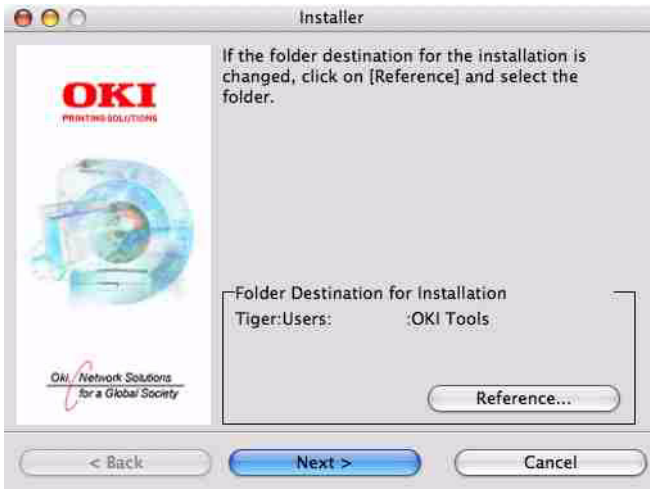 Installer
If the folder destination for the installation is
changed, click on [Reference] and select the
folder.
OKI
PRINTING SOLUTIONS
Oki, Network Solutions
for a Global Society
Folder Destination for Installation
Tiger:Users: :OKI Tools
Reference...
< Back
Next >
Cancel